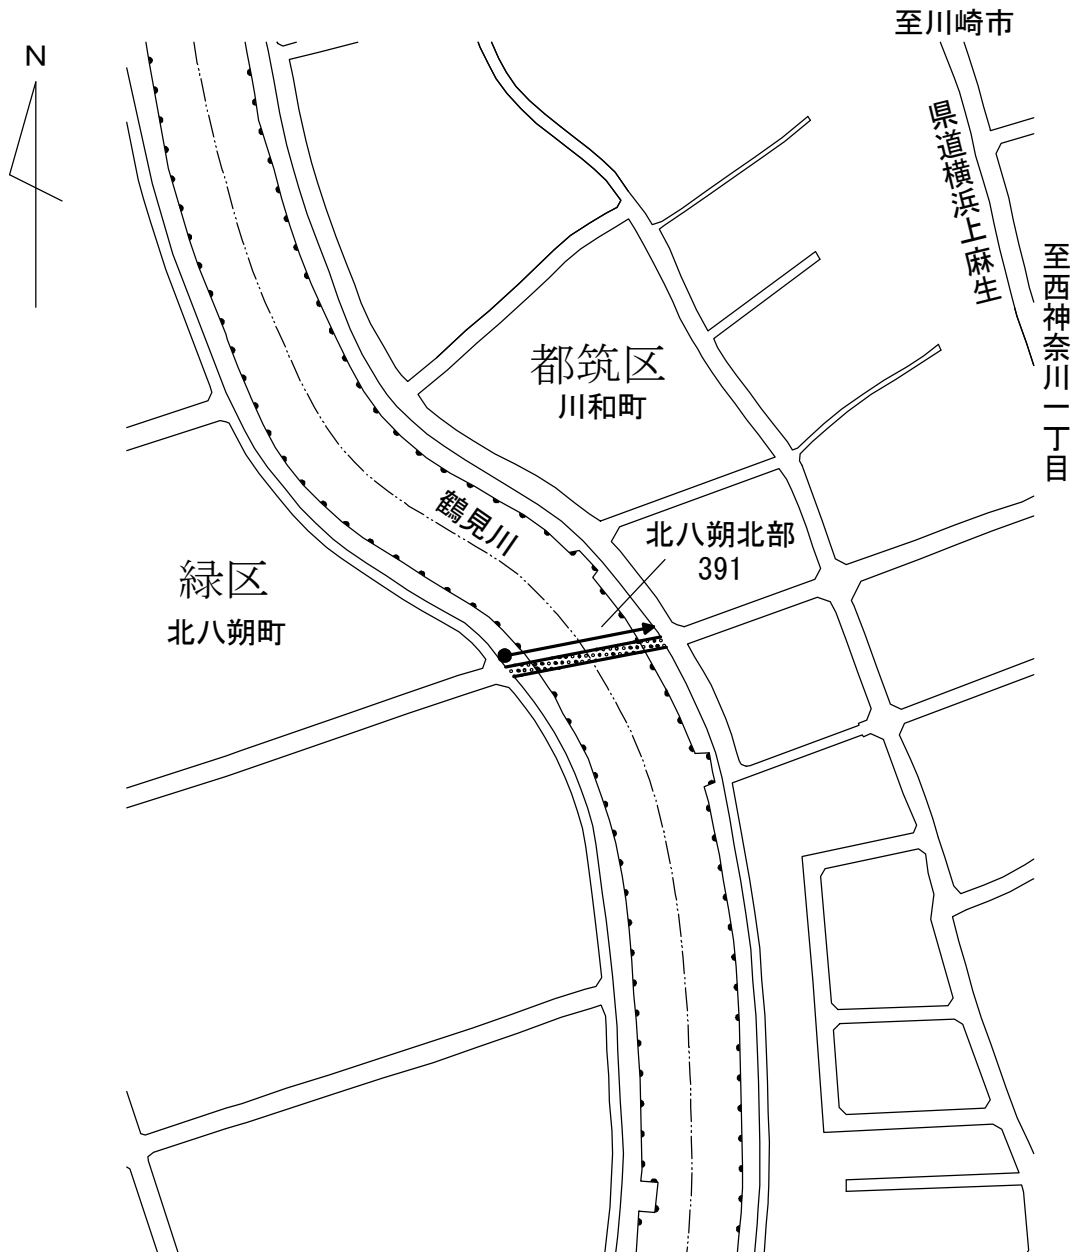 至川崎市
N
県道横浜上麻生
至西神奈川一丁目
都筑区
川和町
鶴見川
北八朔北部
391
緑区
北八朔町